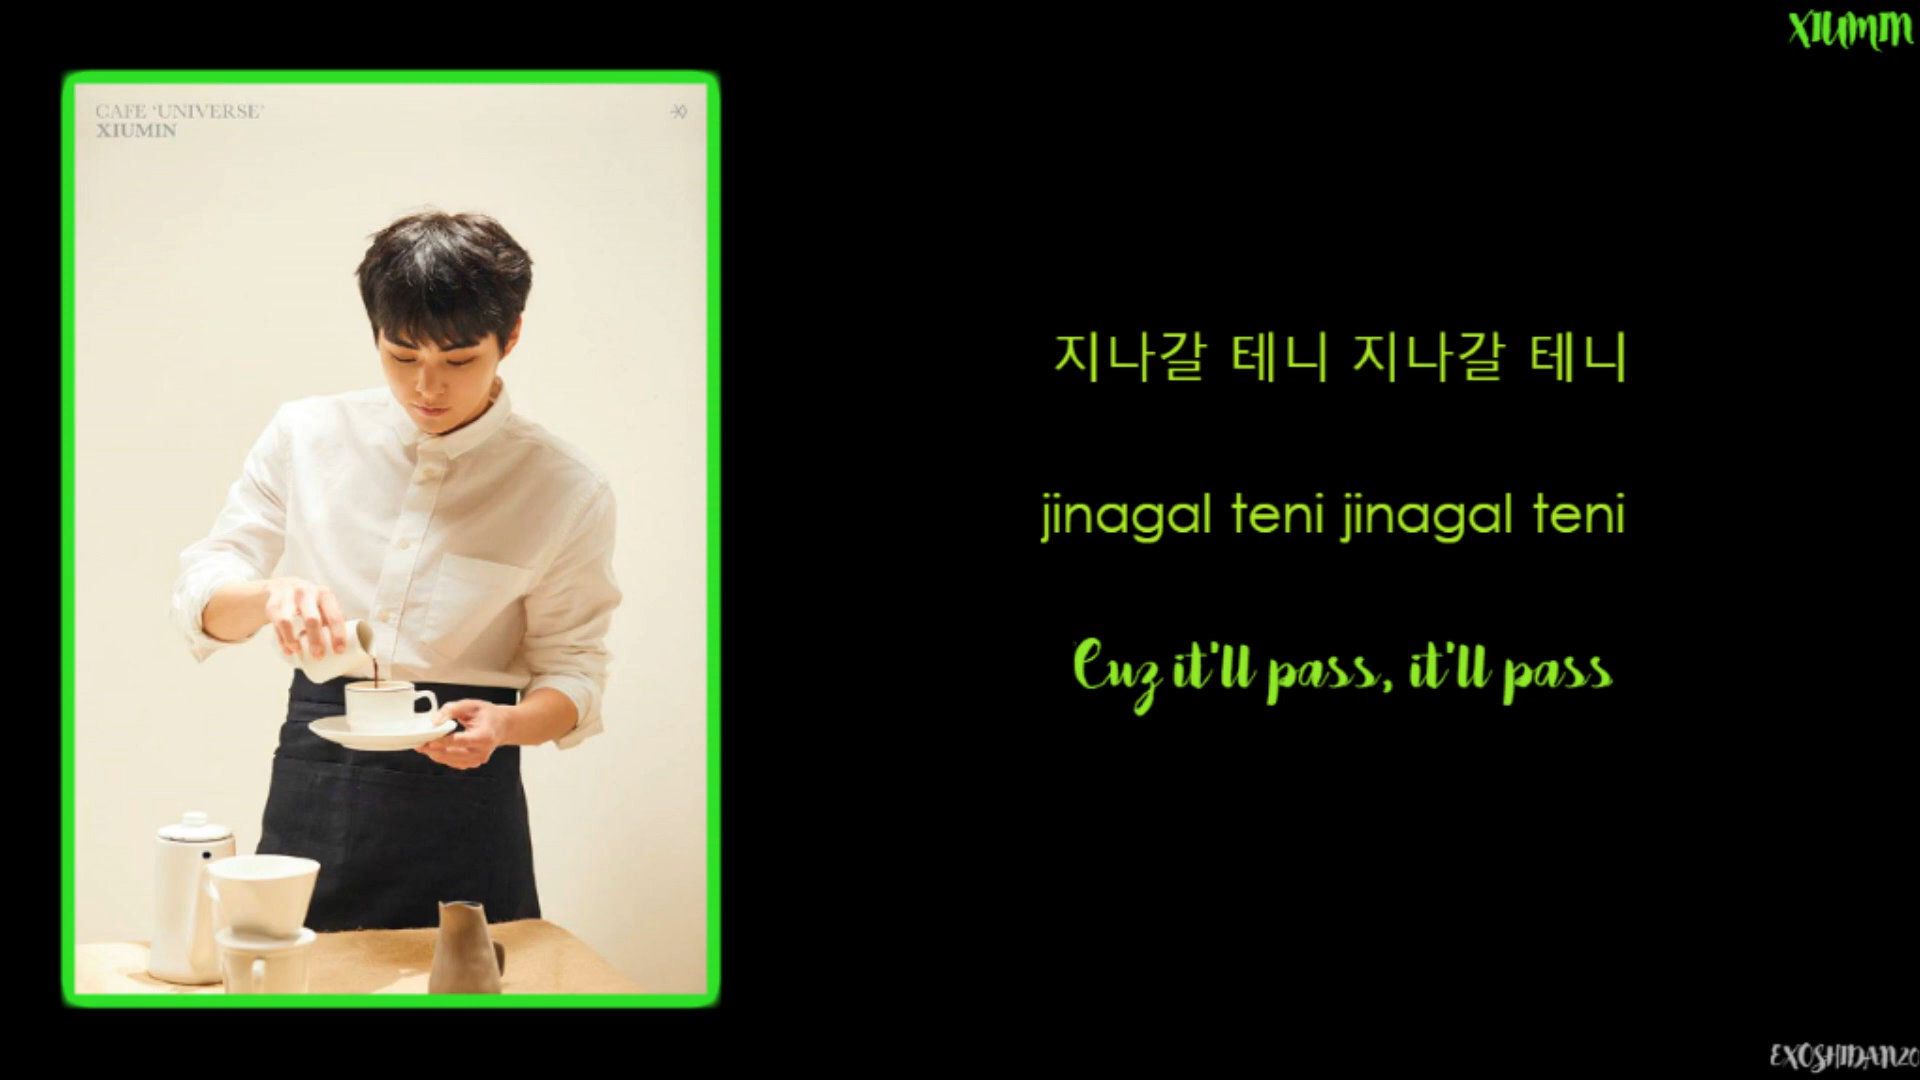 XIUMIN
CAFE ‘UNIVERSE’
XIUMIN
지나갈 테니 지나갈 테니
jinagal teni jinagal teni
Cuz it'll pass, it'll pass
EXOSHIDAN20